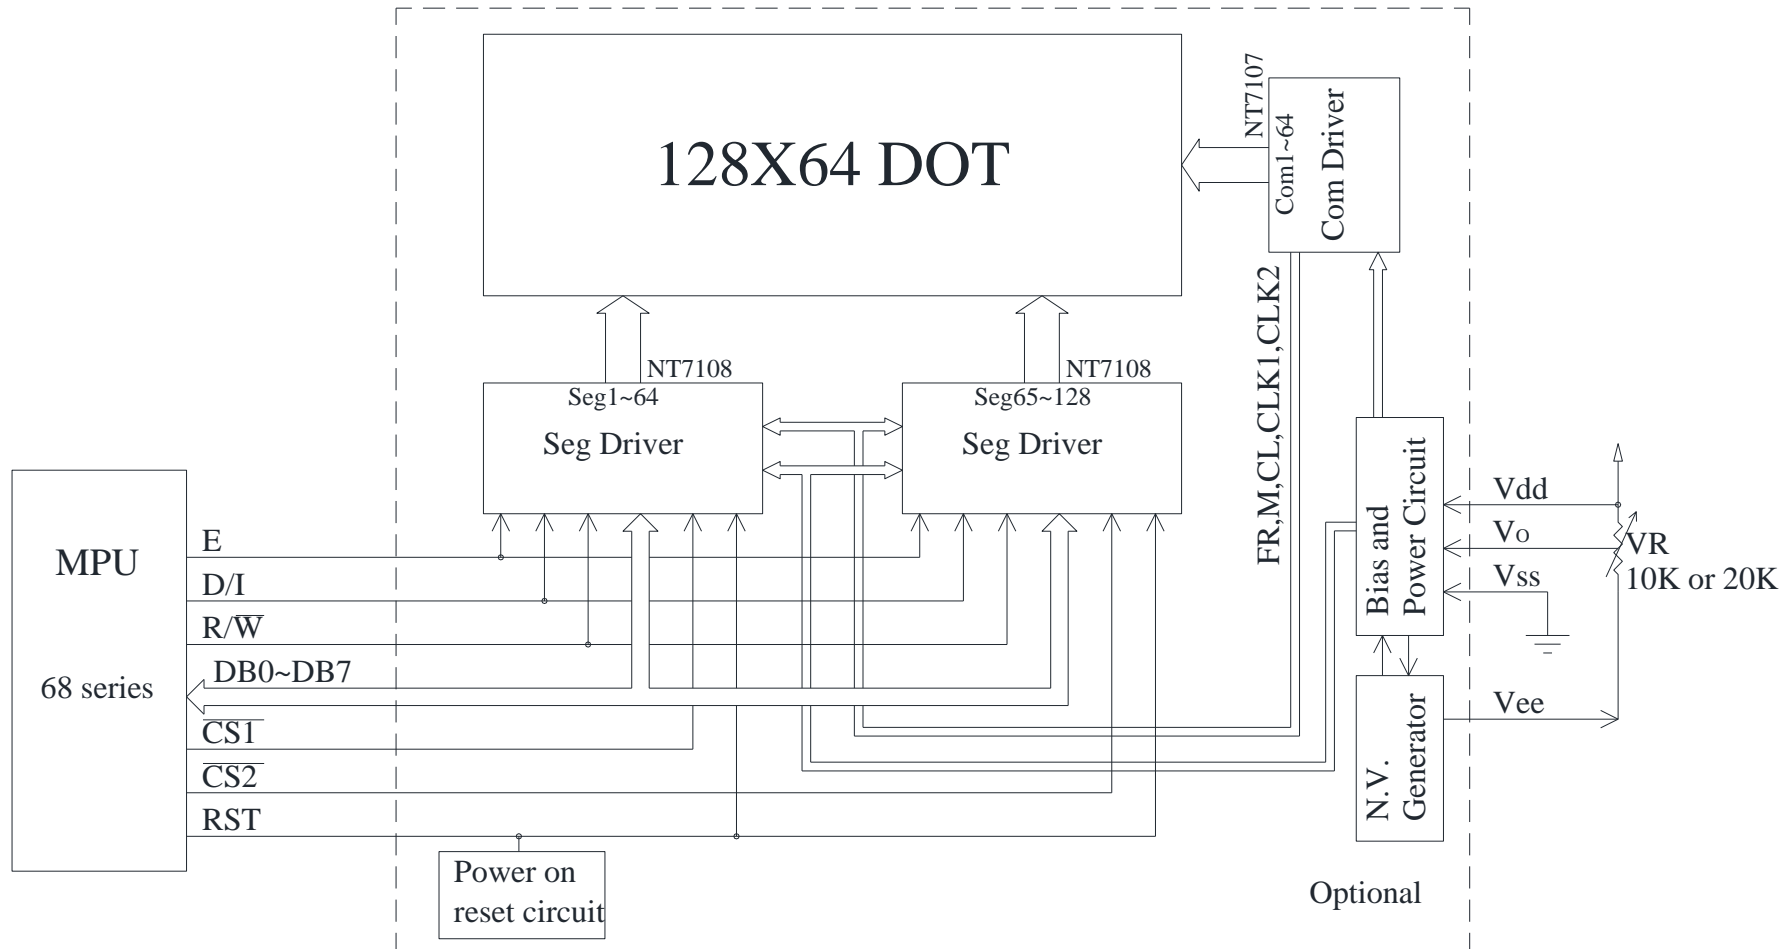 128X64 DOT
NT7107
Com1~64
Com Driver
FR,M,CL,CLK1,CLK2
NT7108
Seg1~64
Seg Driver
NT7108
Seg65~128
Seg Driver
MPU
68 series
E
D/I
R/W̅
DB0~DB7
C̅S̅1̅
C̅S̅2̅
RST
Power on
reset circuit
Bias and
Power Circuit
Vdd
Vo
Vss
VR
10K or 20K
N.V.
Generator
Vee
Optional